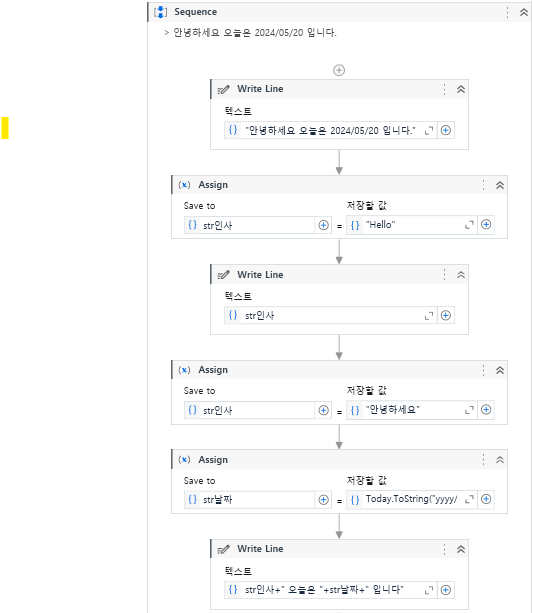 Sequence
> 안녕하세요 오늘은 2024/05/20 입니다.
Write Line
텍스트
"안녕하세요 오늘은 2024/05/20 입니다."
Assign
Save to 저장할 값
str인사 = "Hello"
Write Line
텍스트
str인사
Assign
Save to 저장할 값
str인사 = "안녕하세요"
Assign
Save to 저장할 값
str날짜 = Today.ToString("yyyy/
Write Line
텍스트
str인사+" 오늘은 "+str날짜+" 입니다"